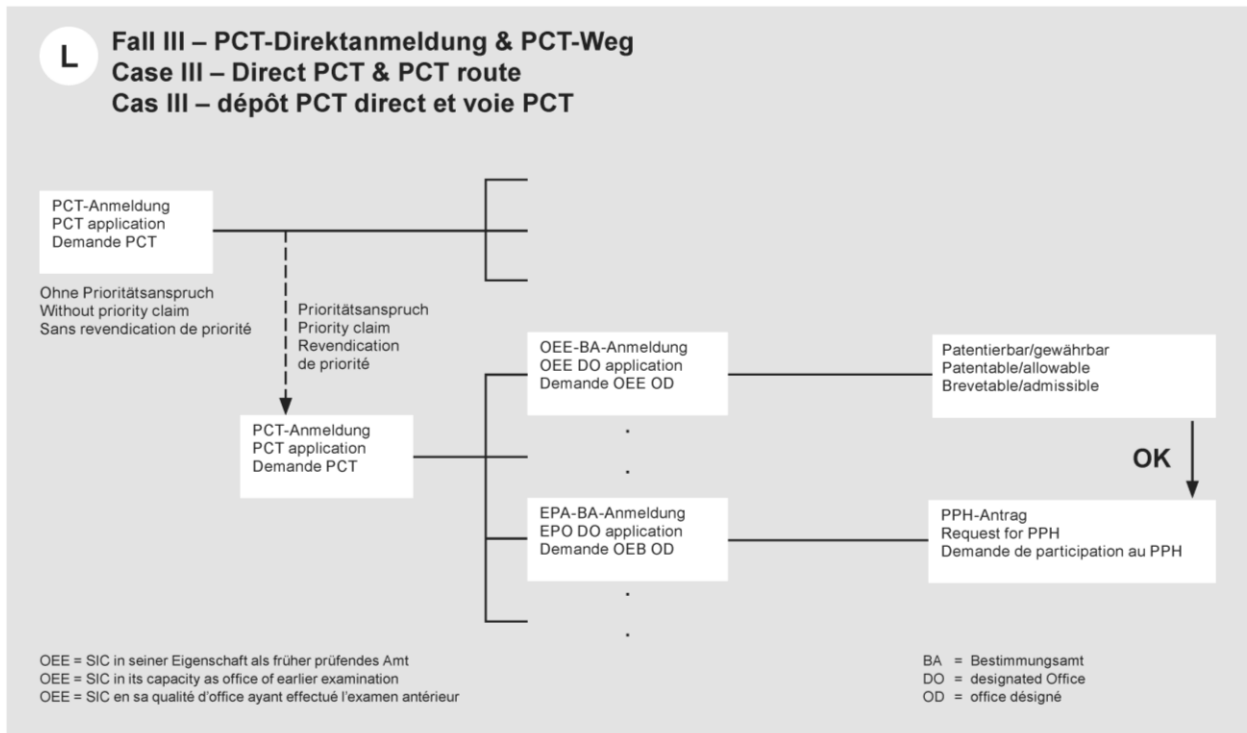 L
Fall III – PCT-Direktanmeldung & PCT-Weg
Case III – Direct PCT & PCT route
Cas III – dépôt PCT direct et voie PCT
PCT-Anmeldung
PCT application
Demande PCT
Ohne Prioritätsanspruch
Without priority claim
Sans revendication de priorité
Prioritätsanspruch
Priority claim
Revendication
de priorité
OEE-BA-Anmeldung
OEE DO application
Demande OEE OD
Patentierbar/gewährbar
Patentable/allowable
Brevetable/admissible
PCT-Anmeldung
PCT application
Demande PCT
OK
EPA-BA-Anmeldung
EPO DO application
Demande OEB OD
PPH-Antrag
Request for PPH
Demande de participation au PPH
OEE = SIC in seiner Eigenschaft als früher prüfendes Amt
OEE = SIC in its capacity as office of earlier examination
OEE = SIC en sa qualité d'office ayant effectué l'examen antérieur
BA = Bestimmungsamt
DO = designated Office
OD = office désigné